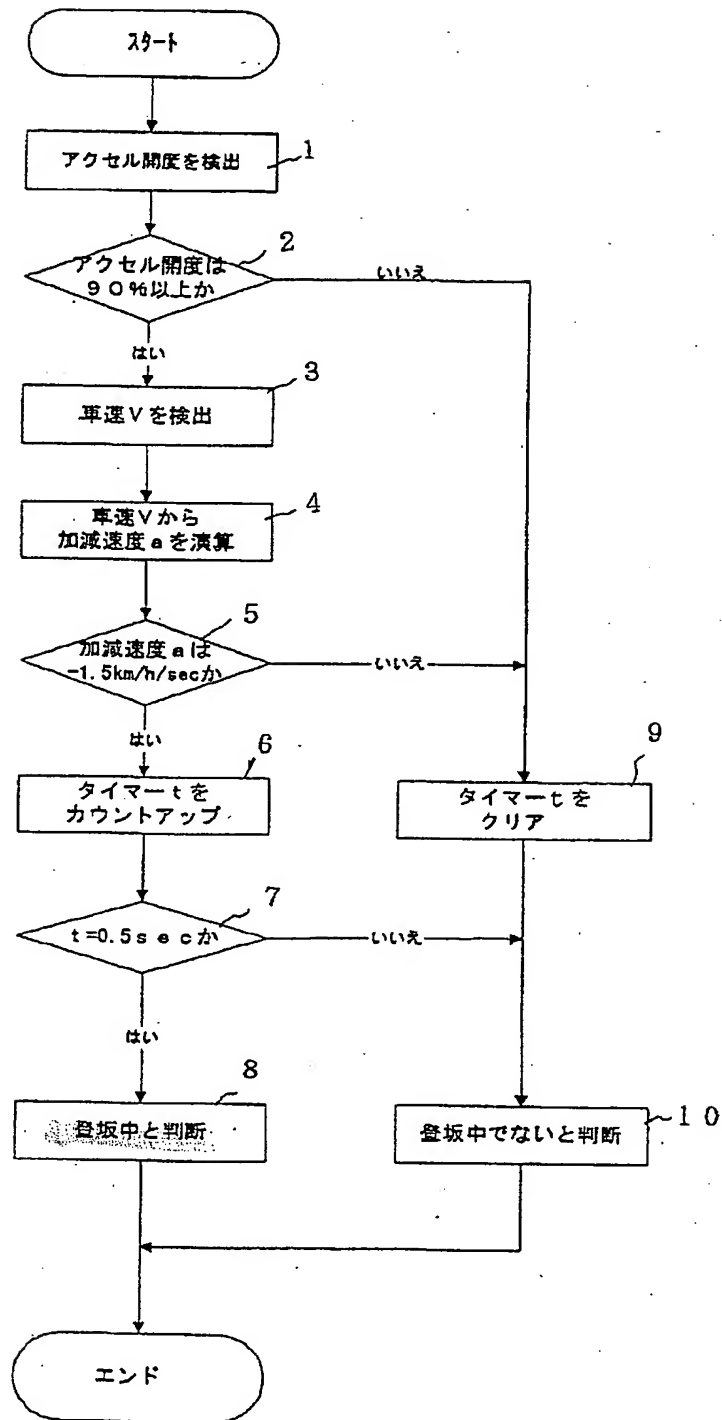 スタート
アクセル開度を検出
1
アクセル開度は
90%以上か
2
いいえ
はい
車速Vを検出
3
車速Vから
加減速度aを演算
4
加減速度aは
-1.5km/h/secか
5
いいえ
はい
タイマーtを
カウントアップ
6
タイマーtを
クリア
9
t=0.5secか
7
いいえ
はい
登坂中と判断
8
登坂中でないと判断
10
エンド